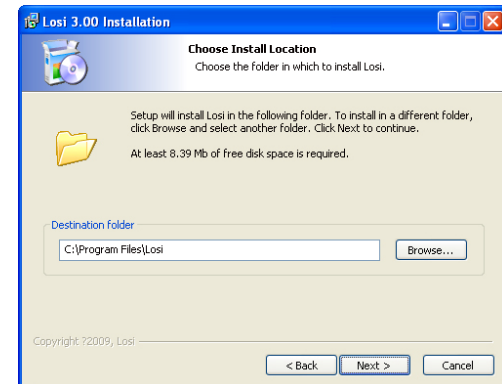 Losi 3.00 Installation
Choose Install Location
Choose the folder in which to install Losi.
Setup will install Losi in the following folder. To install in a different folder,
click Browse and select another folder. Click Next to continue.
At least 8.39 Mb of free disk space is required.
Destination folder
C:\Program Files\Losi
Browse...
Copyright ?2009, Losi
< Back
Next >
Cancel